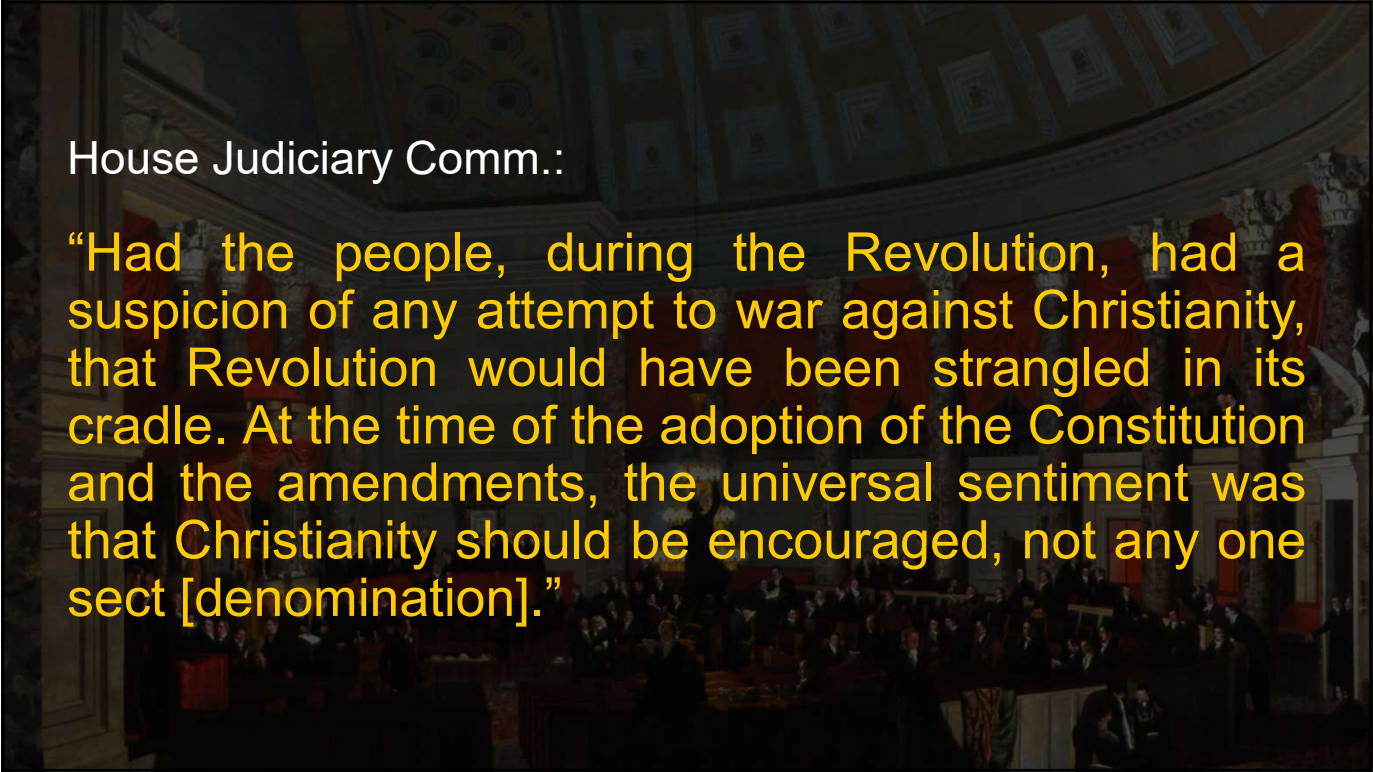 House Judiciary Comm.:
“Had the people, during the Revolution, had a
suspicion of any attempt to war against Christianity,
that Revolution would have been strangled in its
cradle. At the time of the adoption of the Constitution
and the amendments, the universal sentiment was
that Christianity should be encouraged, not any one
sect [denomination].”